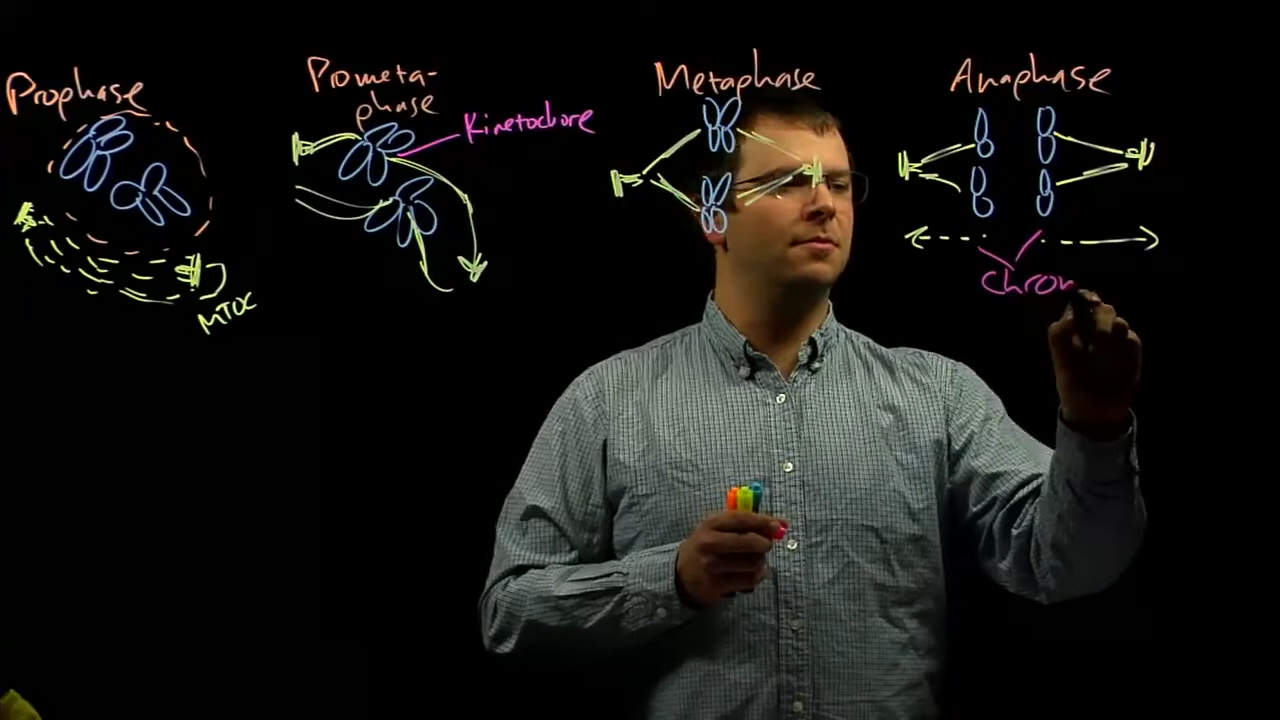 Prophase
Prometa-
phase
Kinetochore
Metaphase
Anaphase
MTOC
Chrom